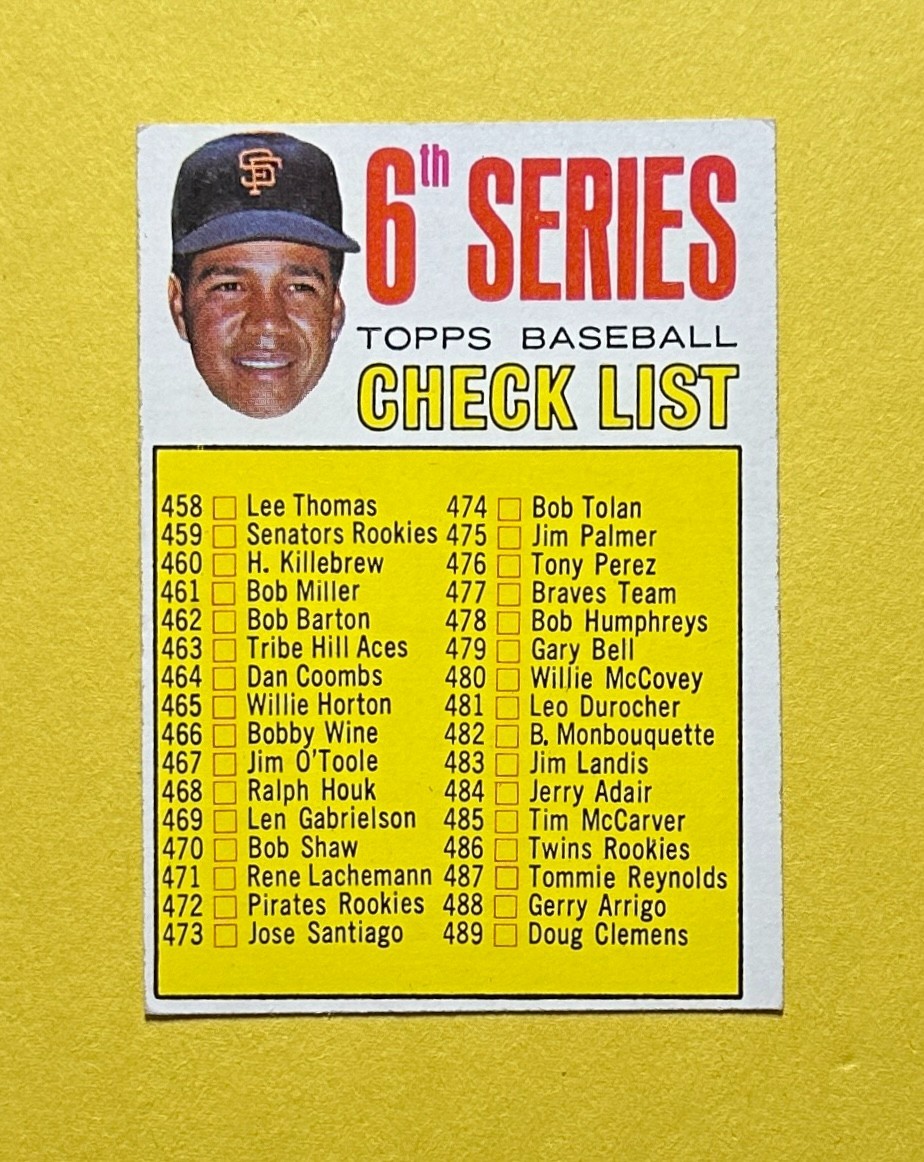 SF
6th SERIES
TOPPS BASEBALL
CHECK LIST
458 Lee Thomas
459 Senators Rookies
460 H. Killebrew
461 Bob Miller
462 Bob Barton
463 Tribe Hill Aces
464 Dan Coombs
465 Willie Horton
466 Bobby Wine
467 Jim O'Toole
468 Ralph Houk
469 Len Gabrielson
470 Bob Shaw
471 Rene Lachemann
472 Pirates Rookies
473 Jose Santiago
474 Bob Tolan
475 Jim Palmer
476 Tony Perez
477 Braves Team
478 Bob Humphreys
479 Gary Bell
480 Willie McCovey
481 Leo Durocher
482 B. Monbouquette
483 Jim Landis
484 Jerry Adair
485 Tim McCarver
486 Twins Rookies
487 Tommie Reynolds
488 Gerry Arrigo
489 Doug Clemens